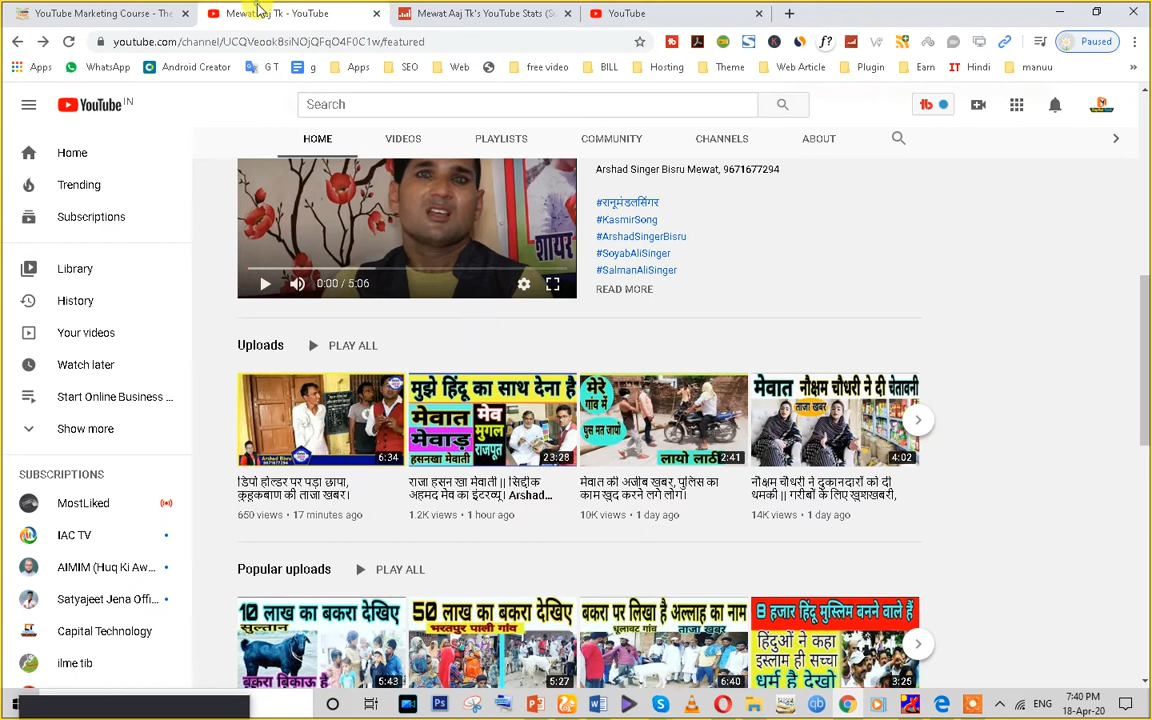 YouTube Marketing Course - The
Mewat Aaj Tk - YouTube
Mewat Aaj Tk's YouTube Stats (Su
YouTube
youtube.com/channel/UCQVeook8siNOjQFqO4F0C1w/featured
Paused
Apps
WhatsApp
Android Creator
G T
g
Apps
SEO
Web
free video
BILL
Hosting
Theme
Web Article
Plugin
Earn
IT Hindi
manuu
YouTube IN
Search
HOME
VIDEOS
PLAYLISTS
COMMUNITY
CHANNELS
ABOUT
Home
Trending
Subscriptions
Library
History
Your videos
Watch later
Start Online Business ...
Show more
SUBSCRIPTIONS
MostLiked
IAC TV
AIMIM (Huq Ki Aw...
Satyajeet Jena Offi...
Capital Technology
ilme tib
शायर
0:00 / 5:06
Arshad Singer Bisru Mewat, 9671677294
#रानूमंडलसिंगर
#KasmirSong
#ArshadSingerBisru
#SoyabAliSinger
#SalmanAliSinger
READ MORE
Uploads
PLAY ALL
6:34
मुझे हिंदू का साथ देना है
मेवात
मेवाड़
हसनखा मेवाती
मेव
मुगल
राजपूत
23:28
मेरे
गांव में
घुस मत जायो
लायो लाठी
2:41
मेवात नौक्षम चौधरी ने दी चेतावनी
ताजा खबर
4:02
डिपो होल्डर पर पड़ा छापा,
कुहूकबाण की ताजा खबर।
650 views • 17 minutes ago
राजा हसन खा मेवाती || सिद्दीक
अहमद मेव का इंटरव्यू। Arshad...
1.2K views • 1 hour ago
मेवात की अजीब खबर, पुलिस का
काम खुद करने लगे लोग।
10K views • 1 day ago
नौक्षम चौधरी ने दुकानदारों को दी
धमकी || गरीबों के लिए खुशखबरी,
14K views • 1 day ago
Popular uploads
PLAY ALL
10 लाख का बकरा देखिए
सुल्तान
बकरा बिकाऊ है
5:43
50 लाख का बकरा देखिए
भरतपुर पाली गांव
5:27
बकरा पर लिखा है अल्लाह का नाम
धूलावट गांव ताजा खबर
6:40
8 हजार हिंदू मुस्लिम बनने वाले हैं
हिंदुओं ने कहा
इस्लाम ही सच्चा
धर्म है देखो
3:25
ENG
7:40 PM
18-Apr-20